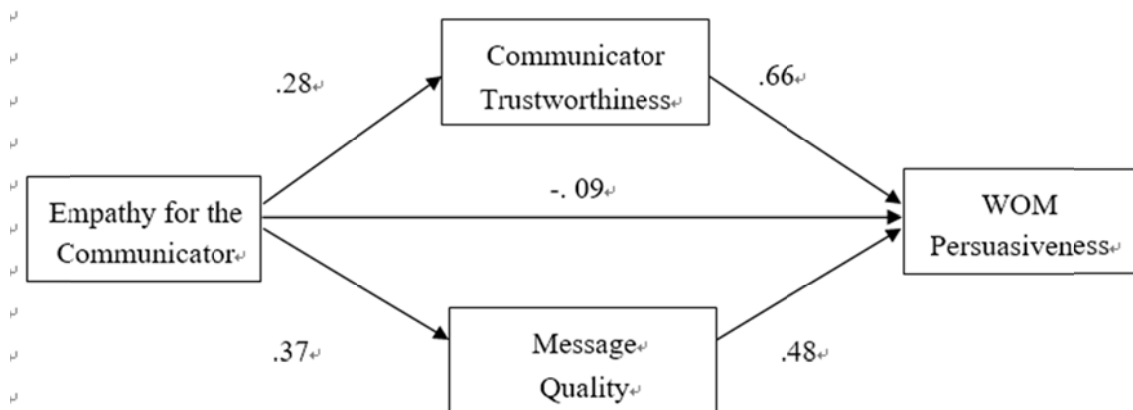 Communicator
Trustworthiness
.28
.66
-. 09
Empathy for the
Communicator
WOM
Persuasiveness
.37
Message
Quality
.48